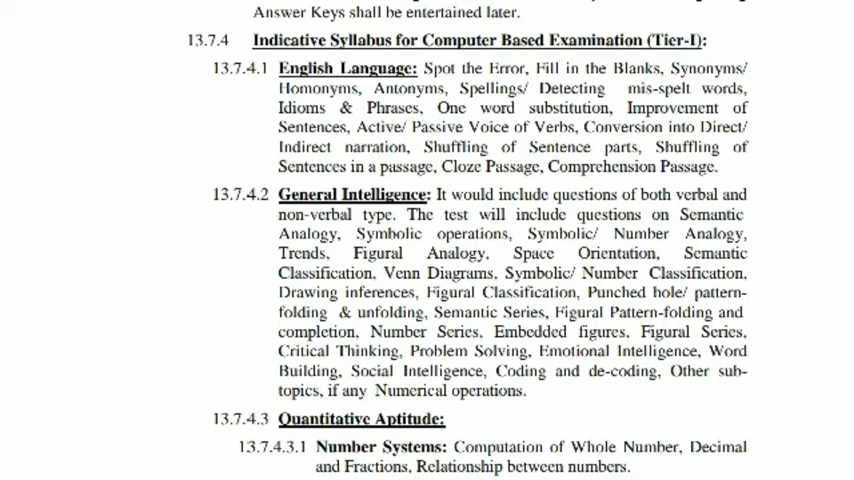 Answer Keys shall be entertained later.
13.7.4 Indicative Syllabus for Computer Based Examination (Tier-I):
13.7.4.1 English Language: Spot the Error, Fill in the Blanks, Synonyms/
Homonyms, Antonyms, Spellings/ Detecting mis-spelt words,
Idioms & Phrases, One word substitution, Improvement of
Sentences, Active/ Passive Voice of Verbs, Conversion into Direct/
Indirect narration, Shuffling of Sentence parts, Shuffling of
Sentences in a passage, Cloze Passage, Comprehension Passage.
13.7.4.2 General Intelligence: It would include questions of both verbal and
non-verbal type. The test will include questions on Semantic
Analogy, Symbolic operations, Symbolic/ Number Analogy,
Trends, Figural Analogy, Space Orientation, Semantic
Classification, Venn Diagrams, Symbolic/ Number Classification,
Drawing inferences, Figural Classification, Punched hole/ pattern-
folding & unfolding, Semantic Series, Figural Pattern-folding and
completion, Number Series, Embedded figures, Figural Series,
Critical Thinking, Problem Solving, Emotional Intelligence, Word
Building, Social Intelligence, Coding and de-coding, Other sub-
topics, if any Numerical operations.
13.7.4.3 Quantitative Aptitude:
13.7.4.3.1 Number Systems: Computation of Whole Number, Decimal
and Fractions, Relationship between numbers.